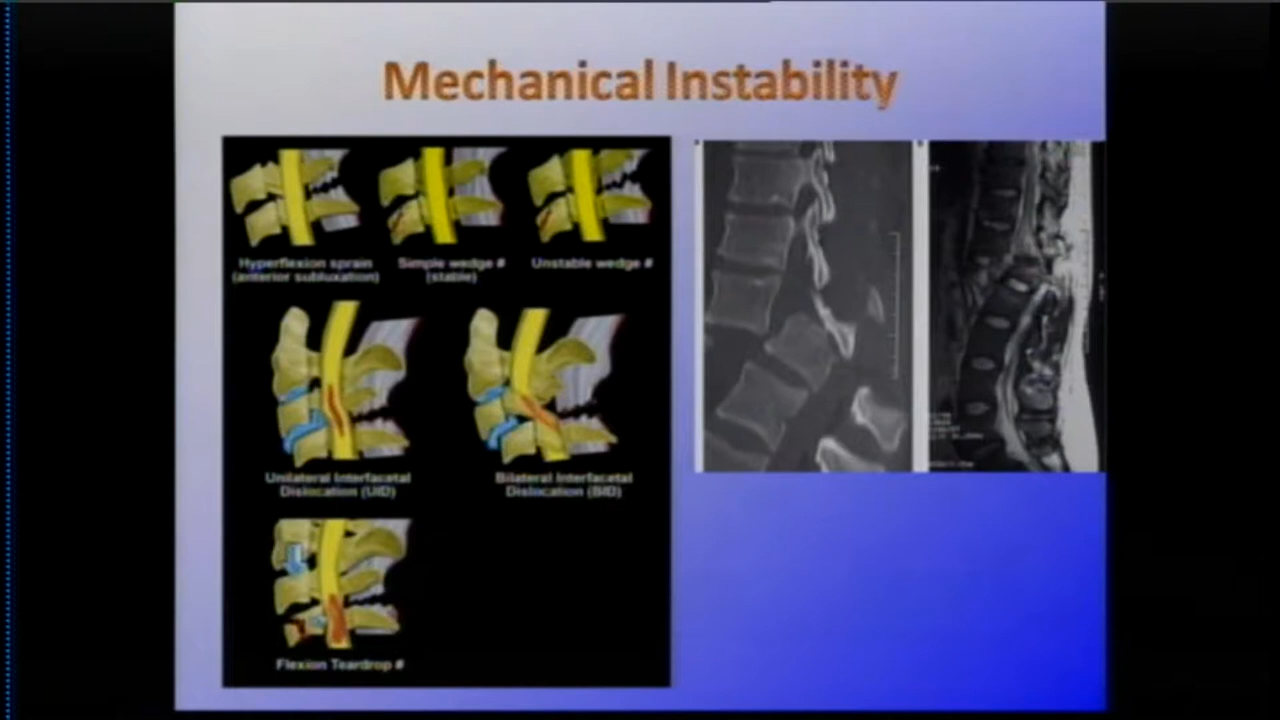 Mechanical Instability
Hyperflexion sprain
(anterior subluxation)
Simple wedge #
(stable)
Unstable wedge #
Unilateral Interfacetal
Dislocation (UID)
Bilateral Interfacetal
Dislocation (BID)
Flexion Teardrop #